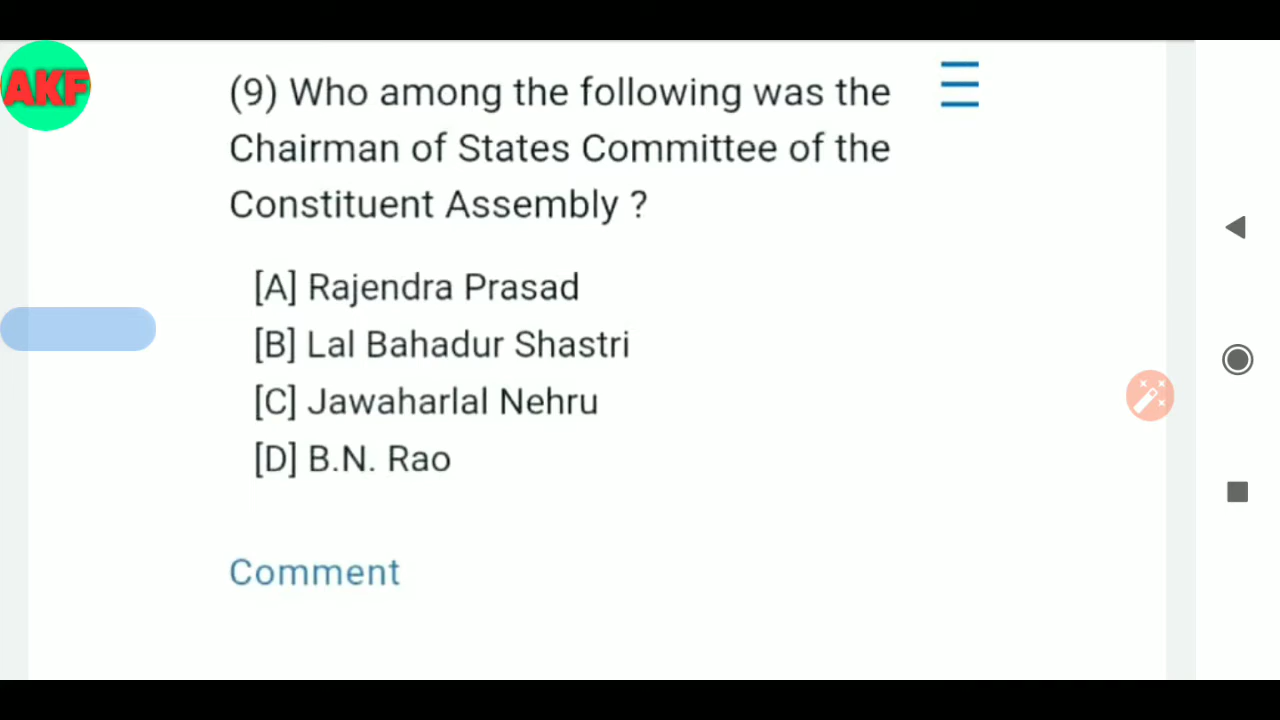 AKF
(9) Who among the following was the
Chairman of States Committee of the
Constituent Assembly ?
[A] Rajendra Prasad
[B] Lal Bahadur Shastri
[C] Jawaharlal Nehru
[D] B.N. Rao
Comment